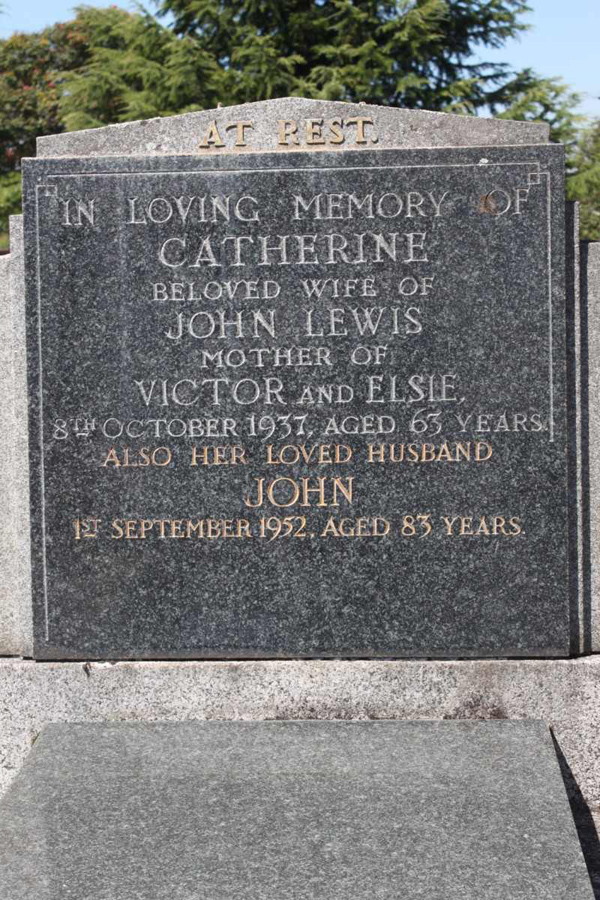 AT REST.
IN LOVING MEMORY OF
CATHERINE
BELOVED WIFE OF
JOHN LEWIS
MOTHER OF
VICTOR AND ELSIE,
8TH OCTOBER 1937, AGED 63 YEARS.
ALSO HER LOVED HUSBAND
JOHN
1ST SEPTEMBER 1952, AGED 83 YEARS.